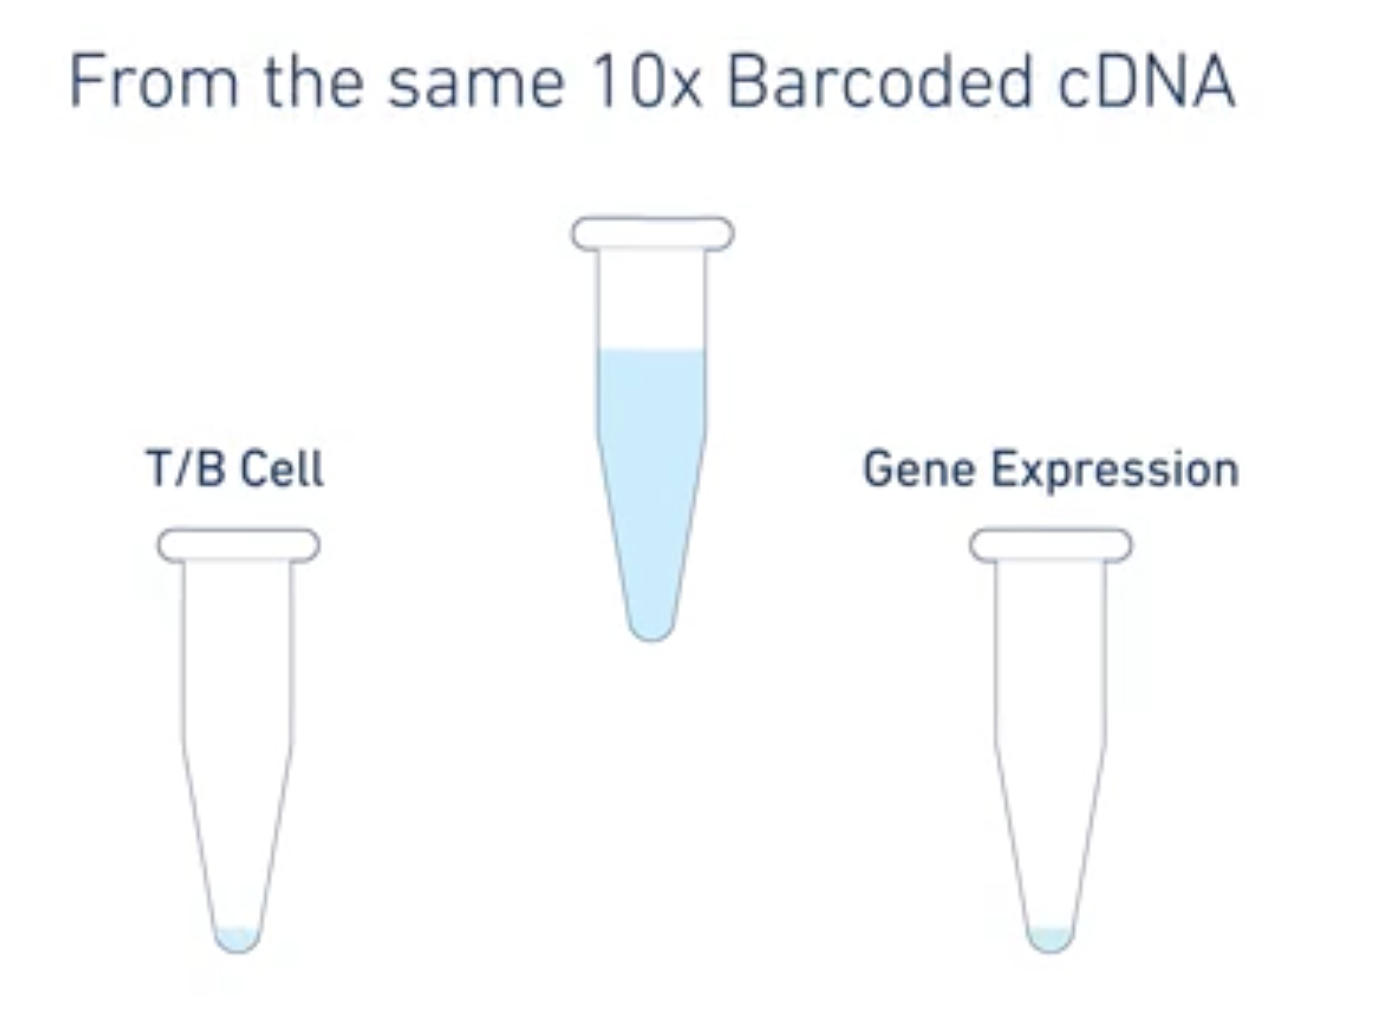 From the same 10x Barcoded cDNA
T/B Cell
Gene Expression